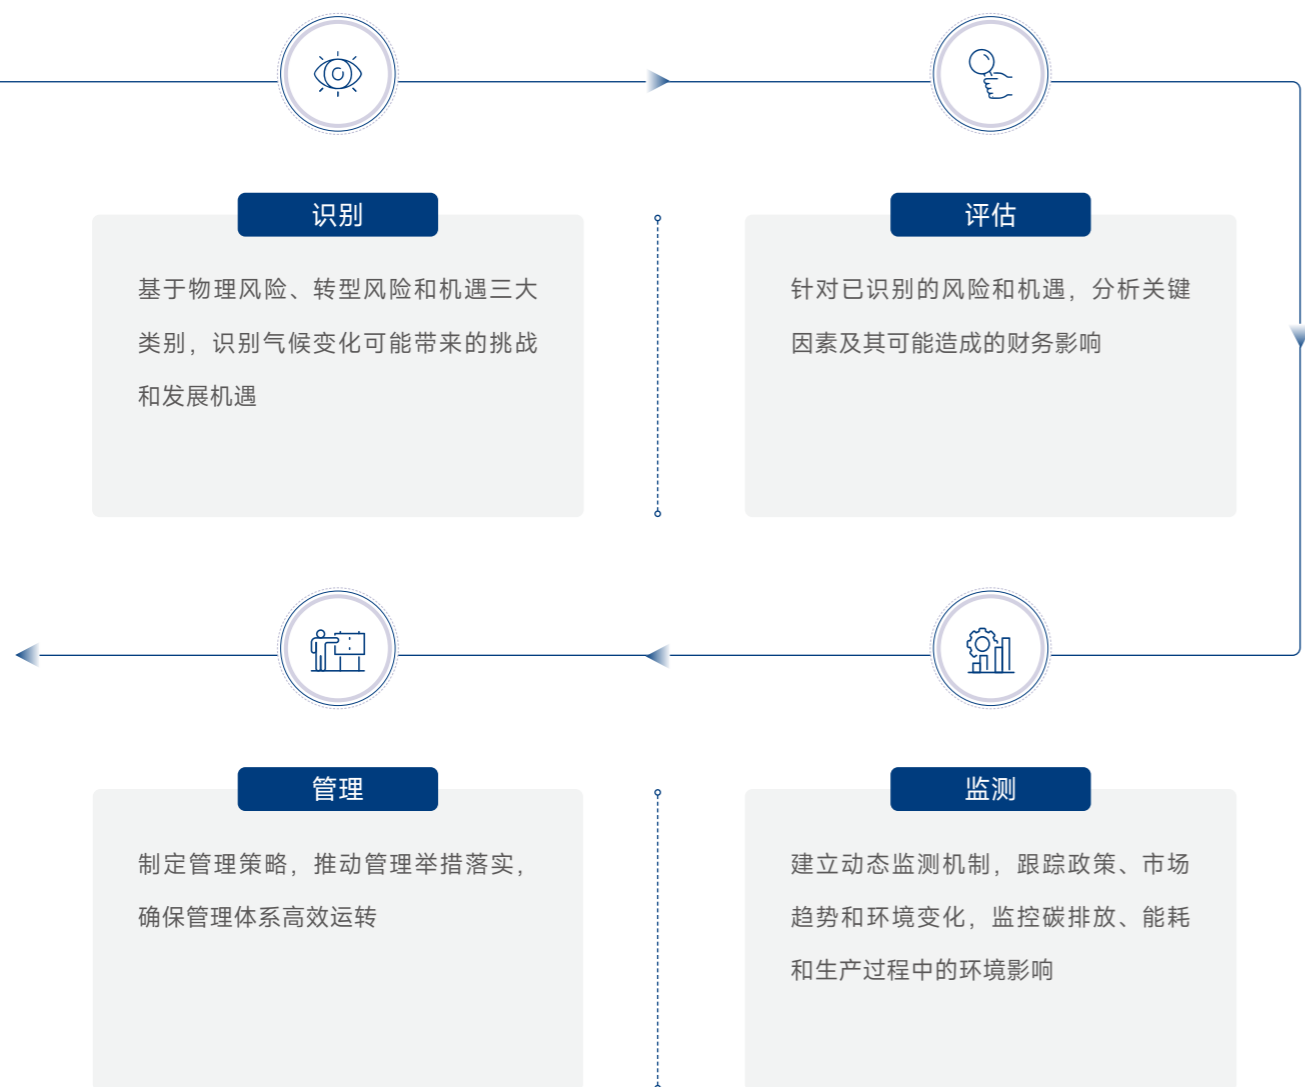 识别
基于物理风险、转型风险和机遇三大
类别，识别气候变化可能带来的挑战
和发展机遇
评估
针对已识别的风险和机遇，分析关键
因素及其可能造成的财务影响
管理
制定管理策略，推动管理举措落实，
确保管理体系高效运转
监测
建立动态监测机制，跟踪政策、市场
趋势和环境变化，监控碳排放、能耗
和生产过程中的环境影响